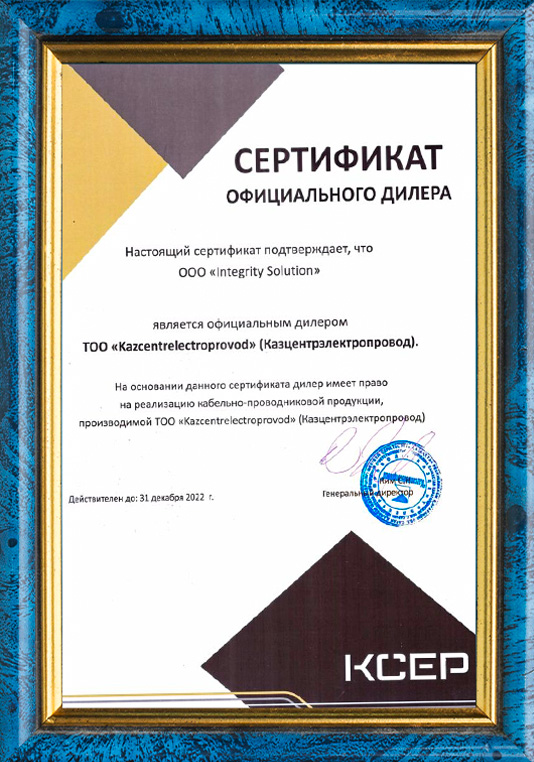 СЕРТИФИКАТ
ОФИЦИАЛЬНОГО ДИЛЕРА
Настоящий сертификат подтверждает, что
ООО «Integrity Solution»
является официальным дилером
ТОО «Kazcentrelectroprovod» (Казцентрэлектропровод).
На основании данного сертификата дилер имеет право
на реализацию кабельно-проводниковой продукции,
производимой ТОО «Kazcentrelectroprovod» (Казцентрэлектропровод)
Генеральный директор
Действителен до: 31 декабря 2022 г.
KCEP